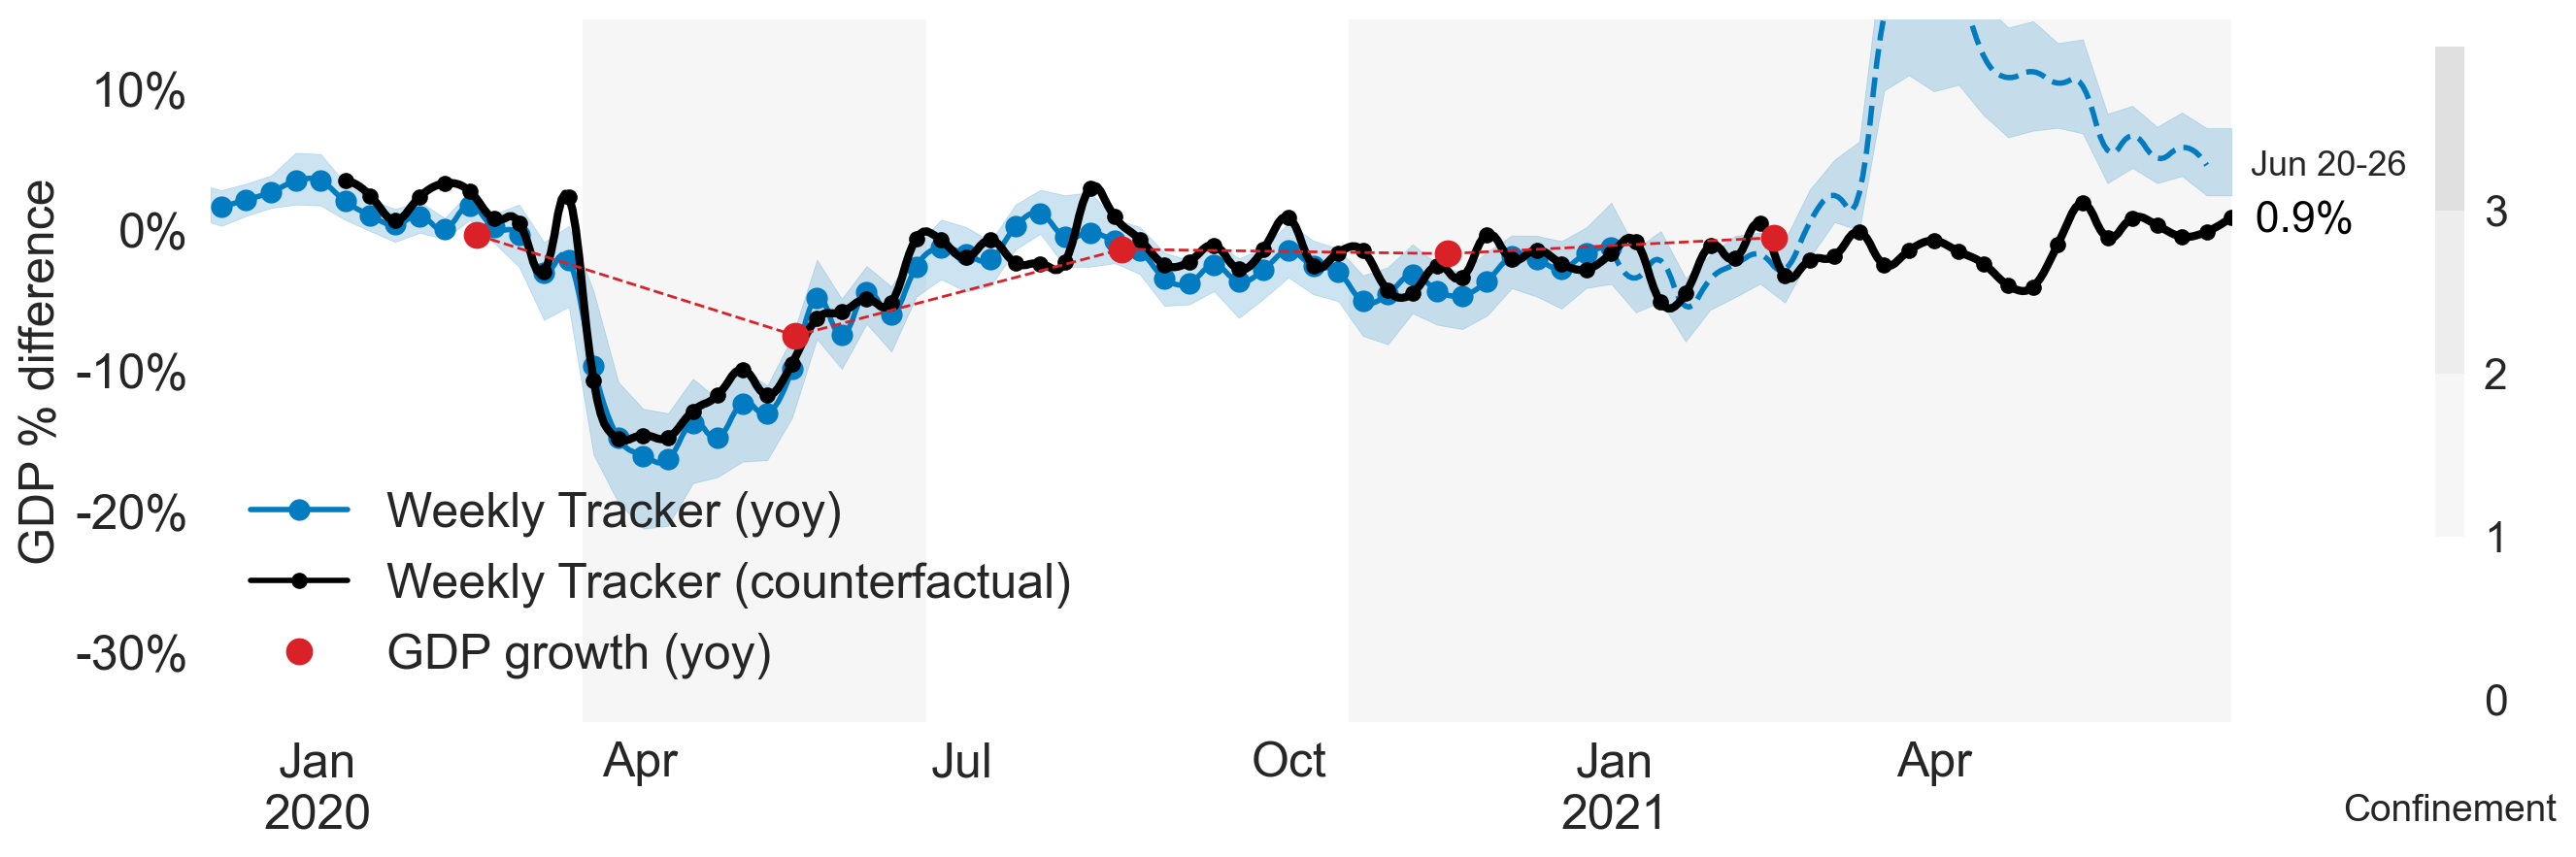 GDP % difference
10%
0%
-10%
-20%
-30%
Weekly Tracker (yoy)
Weekly Tracker (counterfactual)
GDP growth (yoy)
Jan
2020
Apr
Jul
Oct
Jan
2021
Apr
Jun 20-26
0.9%
3
2
1
0
Confinement